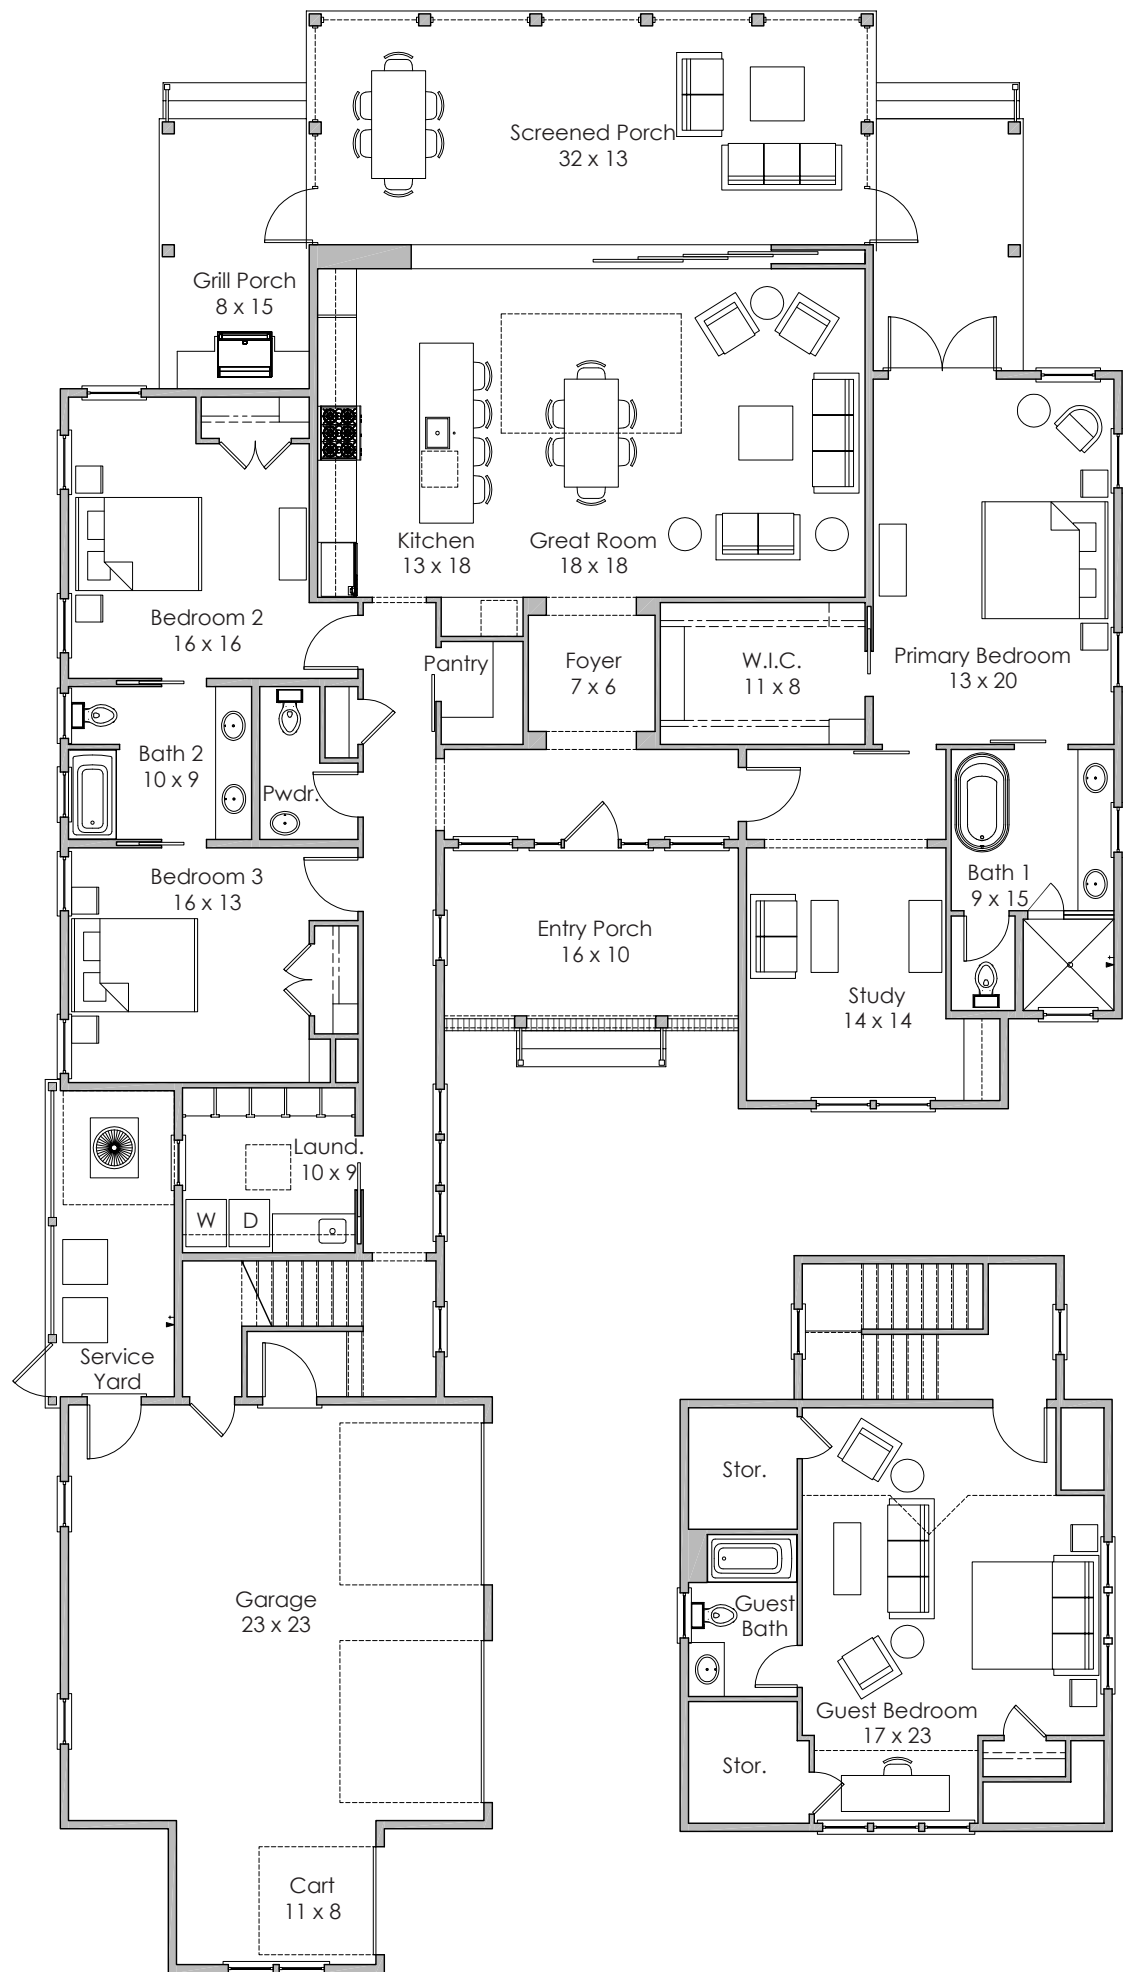 Screened Porch
32 x 13
Grill Porch
8 x 15
Kitchen
13 x 18
Great Room
18 x 18
Bedroom 2
16 x 16
Pantry
Foyer
7 x 6
W.I.C.
11 x 8
Primary Bedroom
13 x 20
Bath 2
10 x 9
Pwdr.
Bedroom 3
16 x 13
Entry Porch
16 x 10
Bath 1
9 x 15
Study
14 x 14
Laund.
10 x 9
W
D
Service
Yard
Garage
23 x 23
Cart
11 x 8
Stor.
Guest
Bath
Guest Bedroom
17 x 23
Stor.